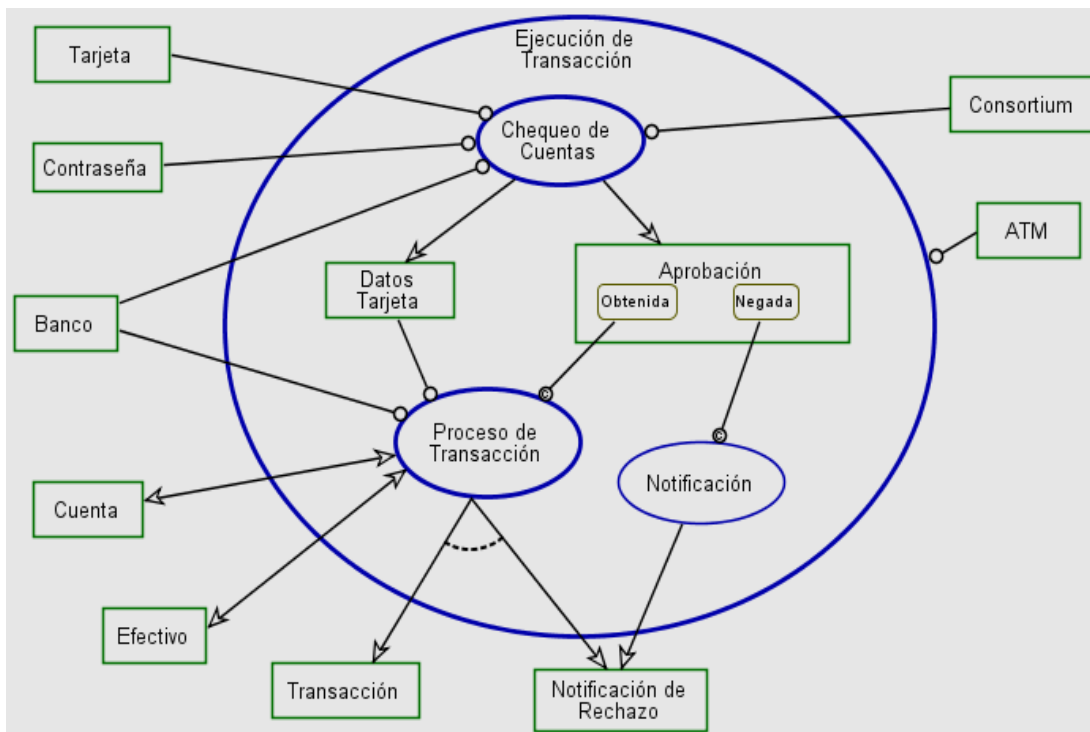 Ejecución de
Transacción
Tarjeta
Chequeo de
Cuentas
Consortium
Contraseña
ATM
Datos
Tarjeta
Aprobación
Obtenida
Negada
Banco
Proceso de
Transacción
Notificación
Cuenta
Efectivo
Transacción
Notificación de
Rechazo
c
c